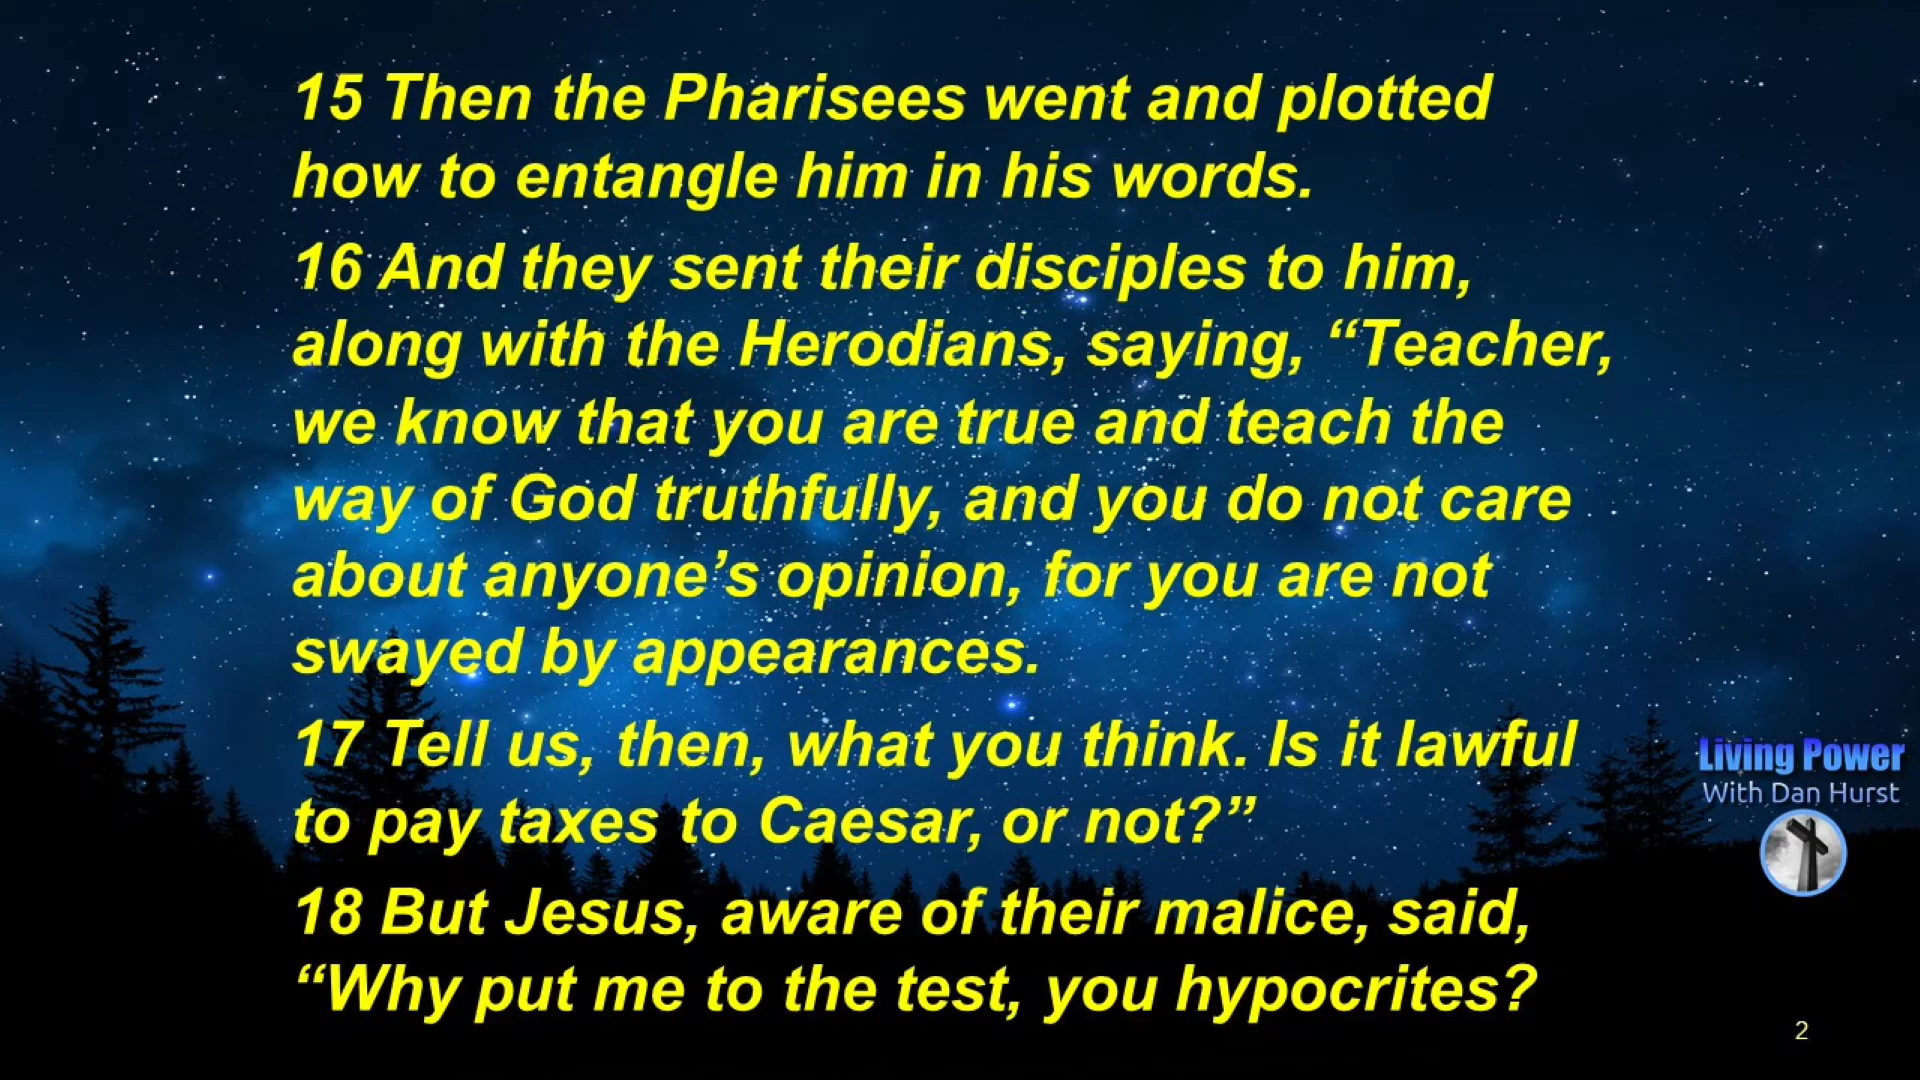 15 Then the Pharisees went and plotted
how to entangle him in his words.
16 And they sent their disciples to him,
along with the Herodians, saying, “Teacher,
we know that you are true and teach the
way of God truthfully, and you do not care
about anyone’s opinion, for you are not
swayed by appearances.
17 Tell us, then, what you think. Is it lawful
to pay taxes to Caesar, or not?”
18 But Jesus, aware of their malice, said,
“Why put me to the test, you hypocrites?
Living Power
With Dan Hurst
2